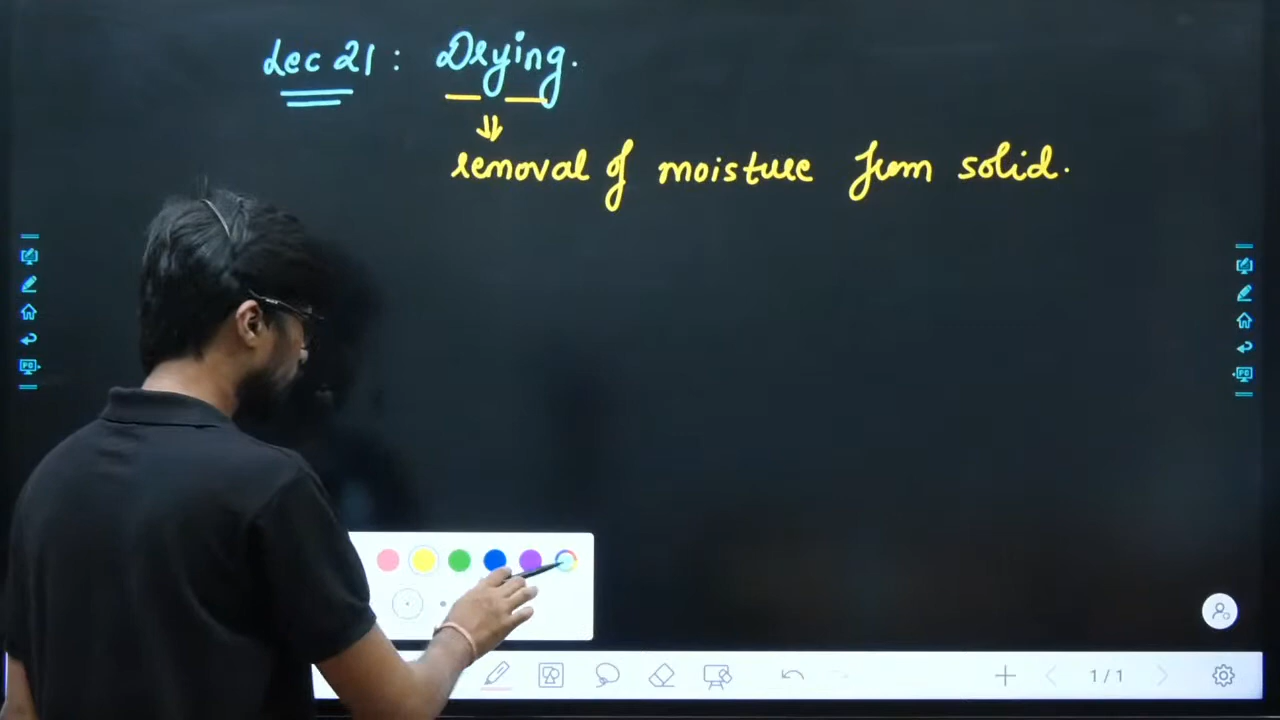 Lec 21 : Drying.
removal of moisture from solid.
1/1